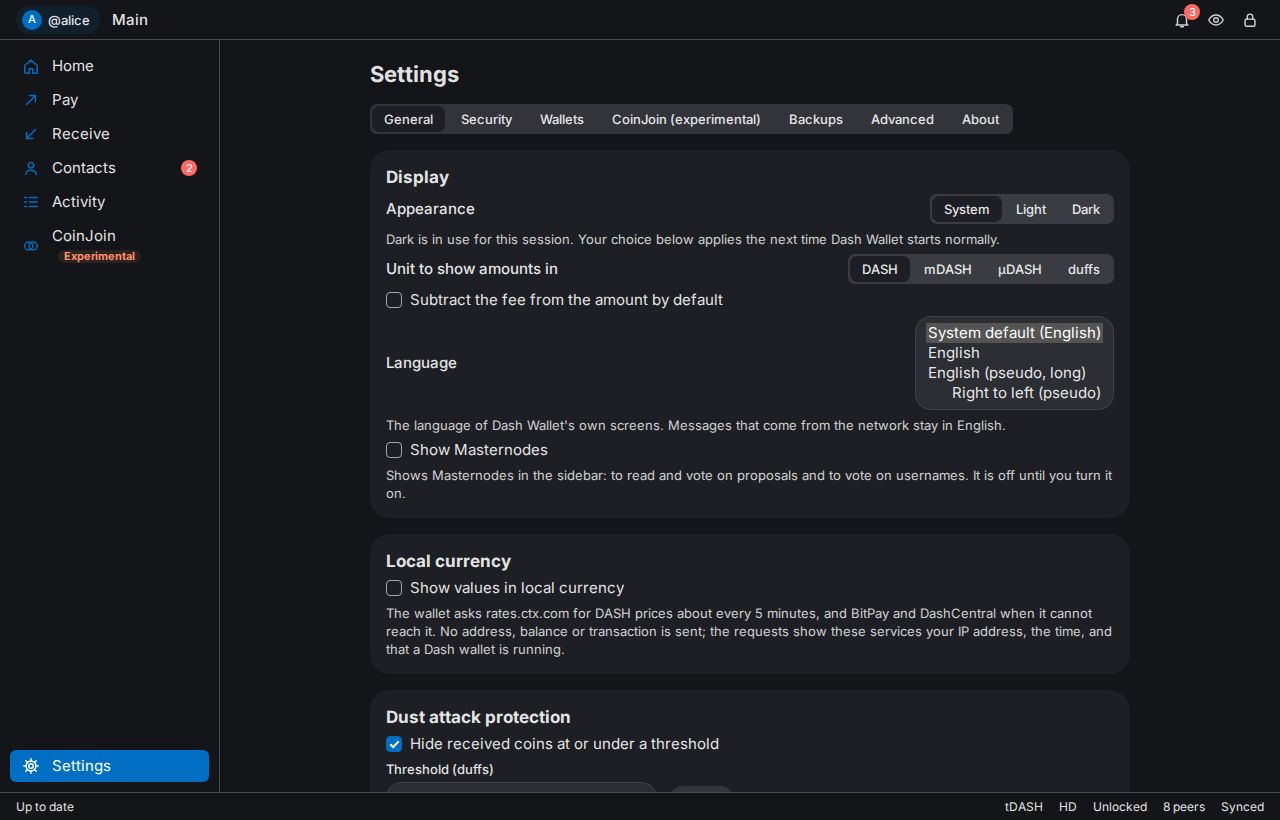 A @alice Main 3
Home
Pay
Receive
Contacts 2
Activity
CoinJoin
Experimental
Settings
Settings
General Security Wallets CoinJoin (experimental) Backups Advanced About
Display
Appearance System Light Dark
Dark is in use for this session. Your choice below applies the next time Dash Wallet starts normally.
Unit to show amounts in DASH mDASH µDASH duffs
Subtract the fee from the amount by default
Language
System default (English)
English
English (pseudo, long)
Right to left (pseudo)
The language of Dash Wallet's own screens. Messages that come from the network stay in English.
Show Masternodes
Shows Masternodes in the sidebar: to read and vote on proposals and to vote on usernames. It is off until you turn it
on.
Local currency
Show values in local currency
The wallet asks rates.ctx.com for DASH prices about every 5 minutes, and BitPay and DashCentral when it cannot
reach it. No address, balance or transaction is sent; the requests show these services your IP address, the time, and
that a Dash wallet is running.
Dust attack protection
Hide received coins at or under a threshold
Threshold (duffs)
Up to date tDASH HD Unlocked 8 peers Synced